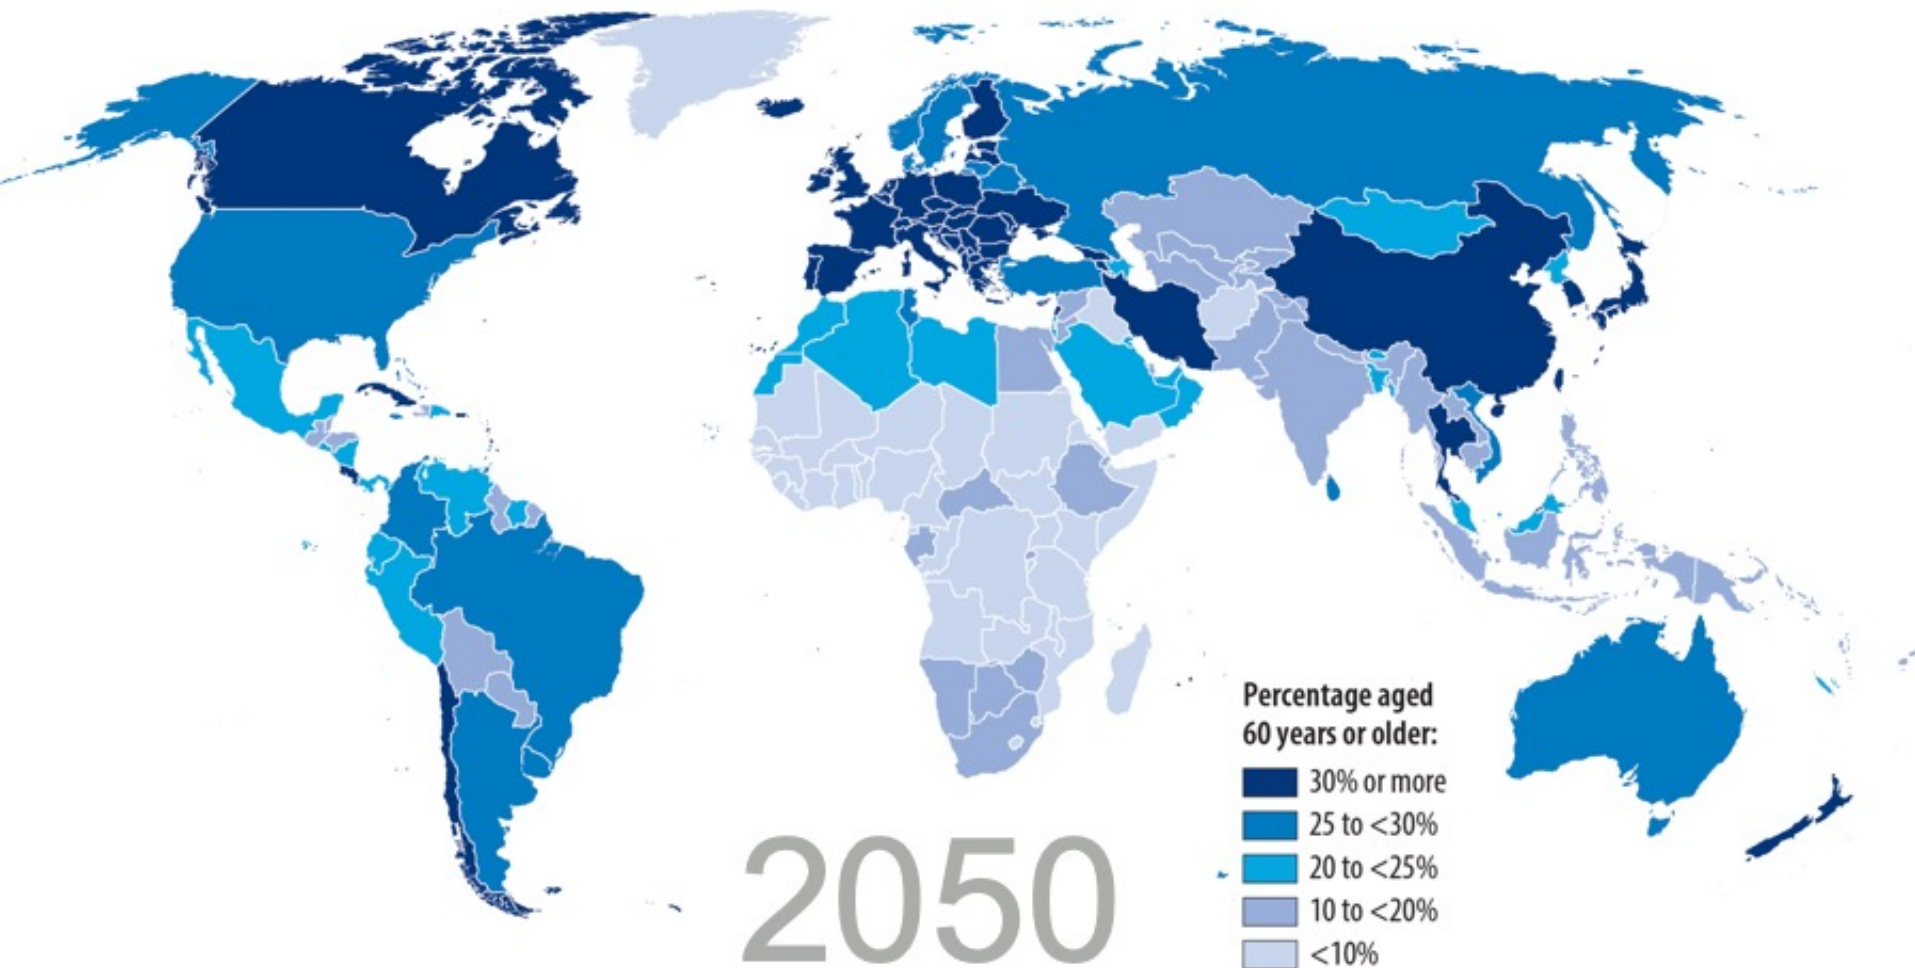 Percentage aged
60 years or older:
30% or more
25 to <30%
20 to <25%
10 to <20%
<10%
2050